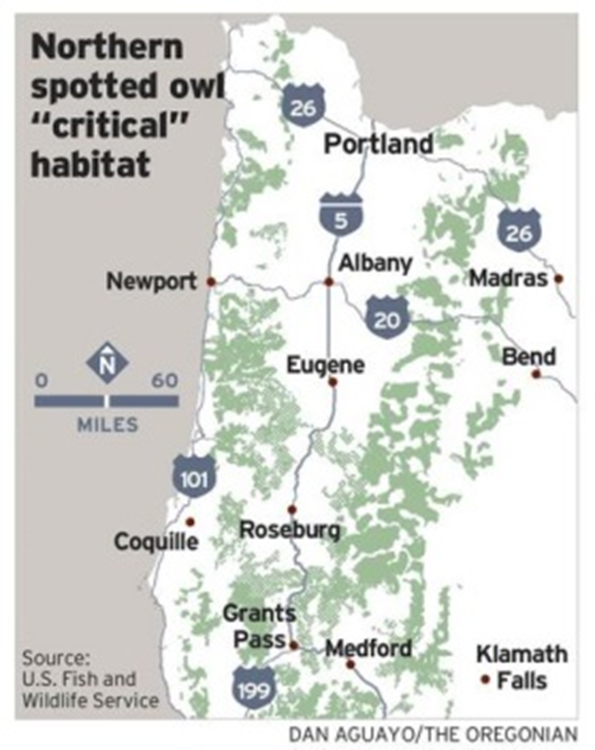 Northern
spotted owl
“critical”
habitat
26
Portland
5
26
Albany
Newport
Madras
20
Bend
Eugene
N
0 60
MILES
101
Coquille
Roseburg
Grants
Pass
Medford
Klamath
Falls
199
Source:
U.S. Fish and
Wildlife Service
DAN AGUAYO/THE OREGONIAN